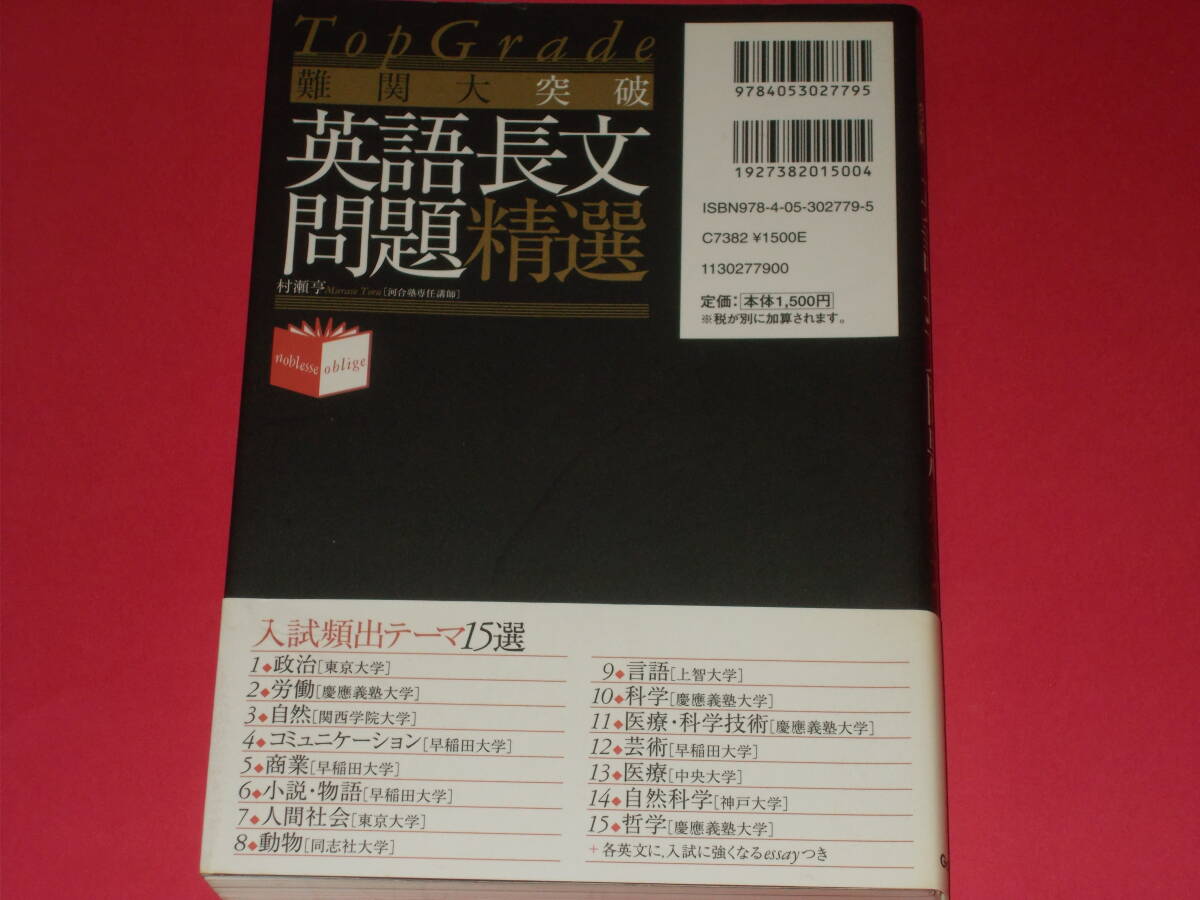 TopGrade
難関大突破
英語長文
問題精選
村瀬亨 Murase Toru [河合塾専任講師]
noblesse oblige
9784053027795
1927382015004
ISBN978-4-05-302779-5
C7382 ¥1500E
1130277900
定価：本体1,500円
※税が別に加算されます。
入試頻出テーマ15選
1◆政治[東京大学]
2◆労働[慶應義塾大学]
3◆自然[関西学院大学]
4◆コミュニケーション[早稲田大学]
5◆商業[早稲田大学]
6◆小説・物語[早稲田大学]
7◆人間社会[東京大学]
8◆動物[同志社大学]
9◆言語[上智大学]
10◆科学[慶應義塾大学]
11◆医療・科学技術[慶應義塾大学]
12◆芸術[早稲田大学]
13◆医療[中央大学]
14◆自然科学[神戸大学]
15◆哲学[慶應義塾大学]
+各英文に、入試に強くなるessayつき